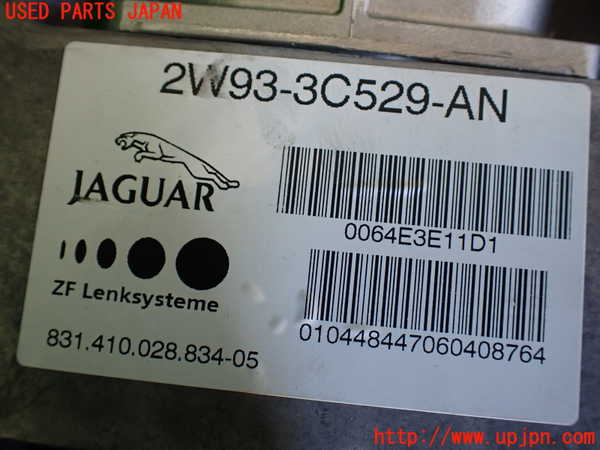 USED PARTS JAPAN
2W93-3C529-AN
JAGUAR
0064E3E11D1
ZF Lenksysteme
831.410.028.834-05
010448447060408764
(C)U-Parts
http://www.upjpn.com